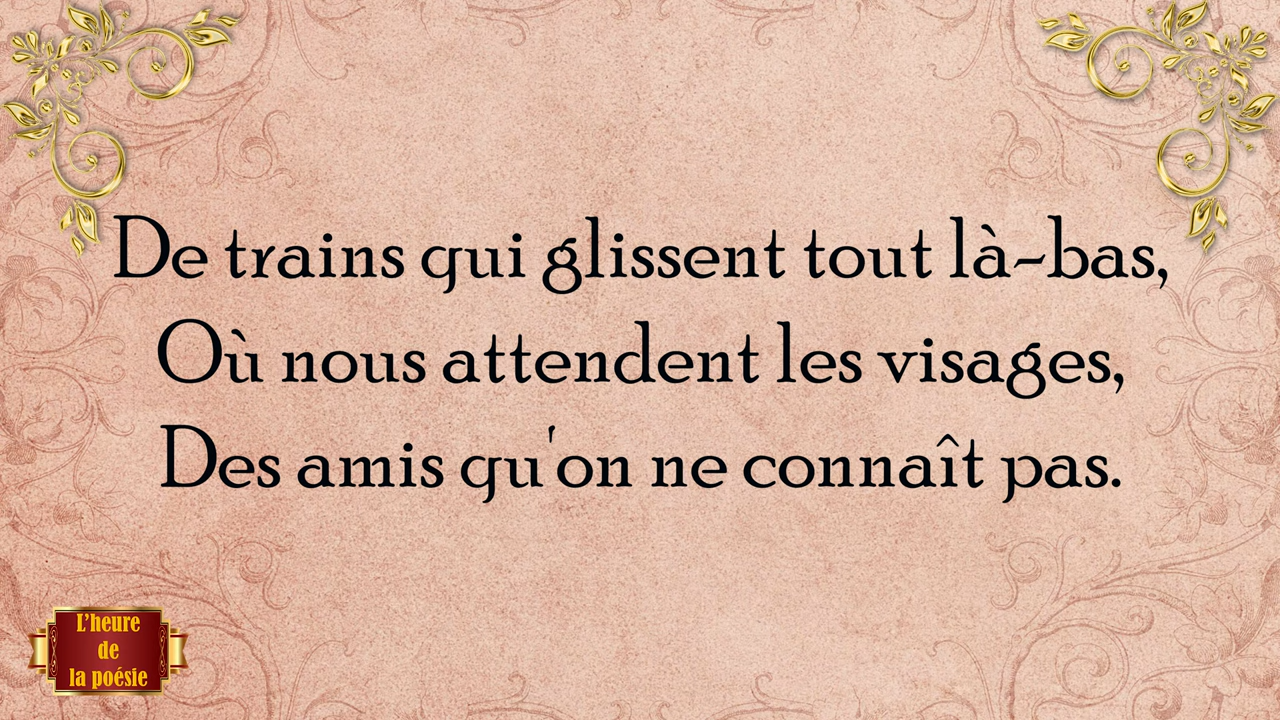 De trains qui glissent tout là-bas,
Où nous attendent les visages,
Des amis qu'on ne connaît pas.
L'heure
de
la poésie